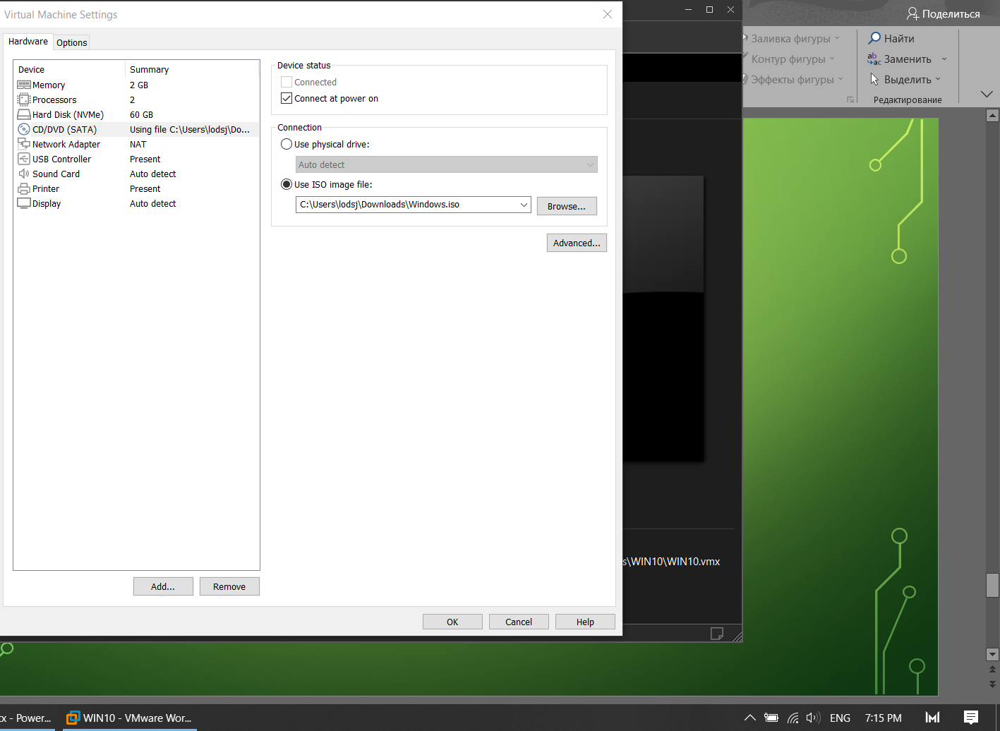 Virtual Machine Settings
Поделиться
Hardware
Options
Заливка фигуры
Контур фигуры
Эффекты фигуры
Найти
Заменить
Выделить
Редактирование
Device Summary
Memory 2 GB
Processors 2
Hard Disk (NVMe) 60 GB
CD/DVD (SATA) Using file C:\Users\lodsj\Do...
Network Adapter NAT
USB Controller Present
Sound Card Auto detect
Printer Present
Display Auto detect
Device status
Connected
Connect at power on
Connection
Use physical drive:
Auto detect
Use ISO image file:
C:\Users\lodsj\Downloads\Windows.iso
Browse...
Advanced...
s\WIN10\WIN10.vmx
Add... Remove
OK Cancel Help
tx - Power...
WIN10 - VMware Wor...
ENG
7:15 PM